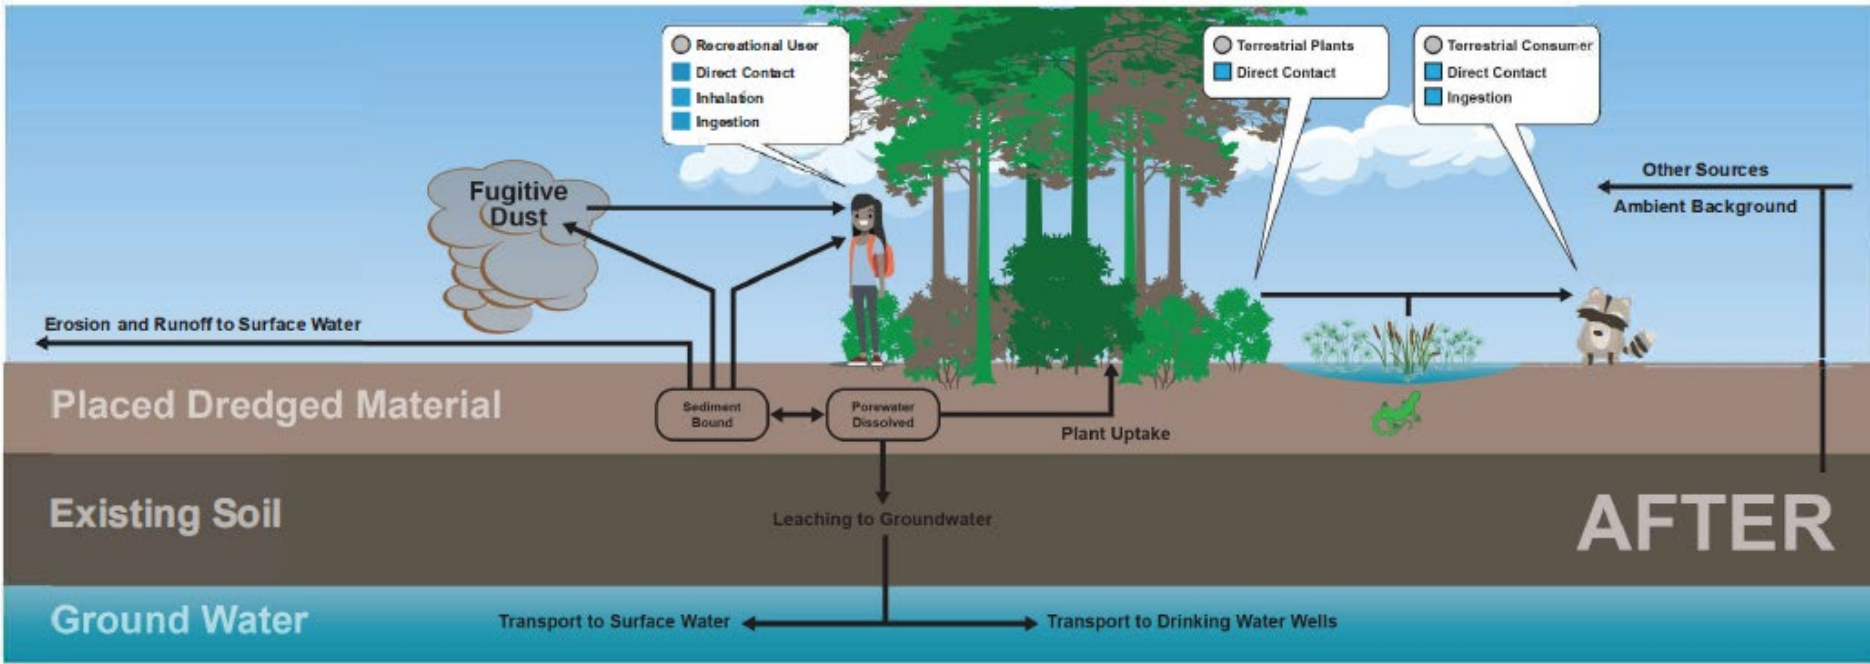 Recreational User
Direct Contact
Inhalation
Ingestion
Terrestrial Plants
Direct Contact
Terrestrial Consumer
Direct Contact
Ingestion
Fugitive
Dust
Other Sources
Ambient Background
Erosion and Runoff to Surface Water
Placed Dredged Material
Sediment
Bound
Porewater
Dissolved
Plant Uptake
Existing Soil
Leaching to Groundwater
AFTER
Ground Water
Transport to Surface Water
Transport to Drinking Water Wells